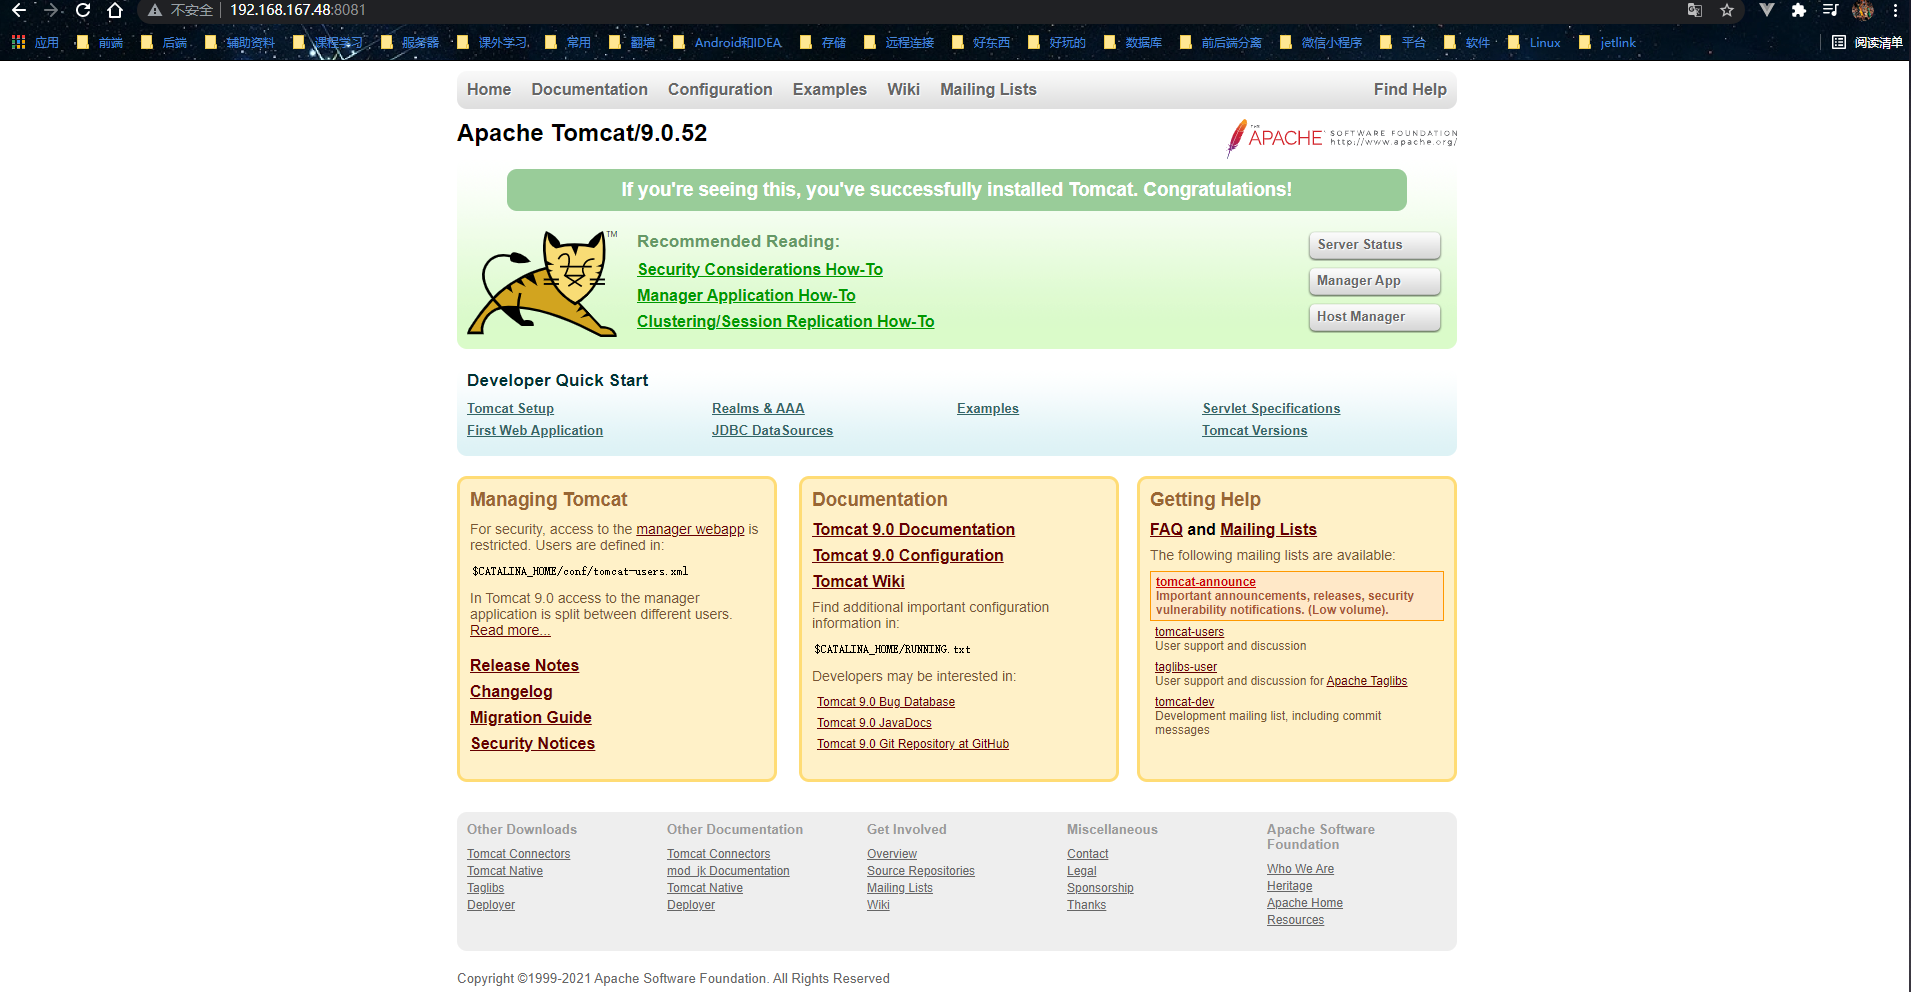 不安全 192.168.167.48:8081
应用 前端 后端 辅助资料 课程学习 服务器 课外学习 常用 翻墙 Android和IDEA 存储 远程连接 好东西 好玩的 数据库 前后端分离 微信小程序 平台 软件 Linux jetlink 阅读清单
Home Documentation Configuration Examples Wiki Mailing Lists Find Help
Apache Tomcat/9.0.52
THE APACHE SOFTWARE FOUNDATION
http://www.apache.org/
If you're seeing this, you've successfully installed Tomcat. Congratulations!
TM
Recommended Reading:
Security Considerations How-To
Manager Application How-To
Clustering/Session Replication How-To
Server Status
Manager App
Host Manager
Developer Quick Start
Tomcat Setup
First Web Application
Realms & AAA
JDBC DataSources
Examples
Servlet Specifications
Tomcat Versions
Managing Tomcat
For security, access to the manager webapp is
restricted. Users are defined in:
$CATALINA_HOME/conf/tomcat-users.xml
In Tomcat 9.0 access to the manager
application is split between different users.
Read more...
Release Notes
Changelog
Migration Guide
Security Notices
Documentation
Tomcat 9.0 Documentation
Tomcat 9.0 Configuration
Tomcat Wiki
Find additional important configuration
information in:
$CATALINA_HOME/RUNNING.txt
Developers may be interested in:
Tomcat 9.0 Bug Database
Tomcat 9.0 JavaDocs
Tomcat 9.0 Git Repository at GitHub
Getting Help
FAQ and Mailing Lists
The following mailing lists are available:
tomcat-announce
Important announcements, releases, security
vulnerability notifications. (Low volume).
tomcat-users
User support and discussion
taglibs-user
User support and discussion for Apache Taglibs
tomcat-dev
Development mailing list, including commit
messages
Other Downloads
Tomcat Connectors
Tomcat Native
Taglibs
Deployer
Other Documentation
Tomcat Connectors
mod_jk Documentation
Tomcat Native
Deployer
Get Involved
Overview
Source Repositories
Mailing Lists
Wiki
Miscellaneous
Contact
Legal
Sponsorship
Thanks
Apache Software
Foundation
Who We Are
Heritage
Apache Home
Resources
Copyright ©1999-2021 Apache Software Foundation. All Rights Reserved